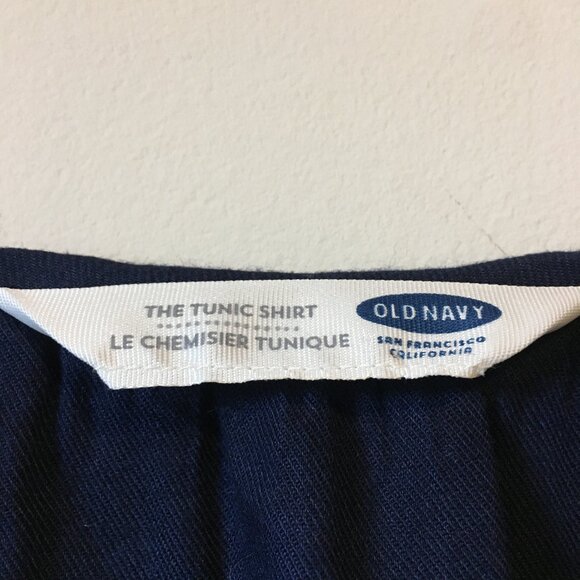 THE TUNIC SHIRT
LE CHEMISIER TUNIQUE
OLD NAVY
SAN FRANCISCO
CALIFORNIA